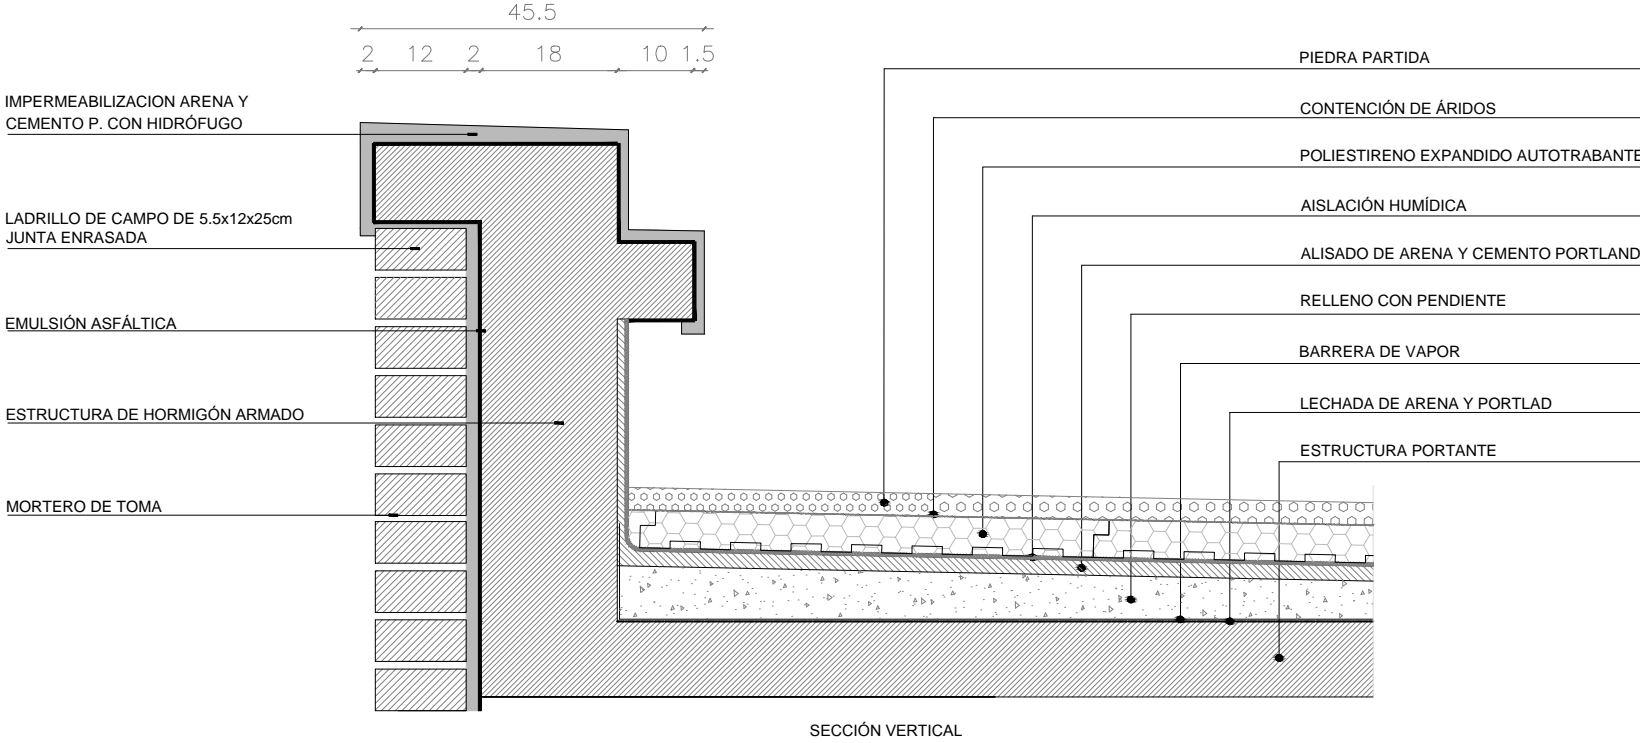 45.5
2 12 2 18 10 1.5
IMPERMEABILIZACION ARENA Y
CEMENTO P. CON HIDRÓFUGO
LADRILLO DE CAMPO DE 5.5x12x25cm
JUNTA ENRASADA
EMULSIÓN ASFÁLTICA
ESTRUCTURA DE HORMIGÓN ARMADO
MORTERO DE TOMA
PIEDRA PARTIDA
CONTENCIÓN DE ÁRIDOS
POLIESTIRENO EXPANDIDO AUTOTRABANTE
AISLACIÓN HUMÍDICA
ALISADO DE ARENA Y CEMENTO PORTLAND
RELLENO CON PENDIENTE
BARRERA DE VAPOR
LECHADA DE ARENA Y PORTLAD
ESTRUCTURA PORTANTE
SECCIÓN VERTICAL